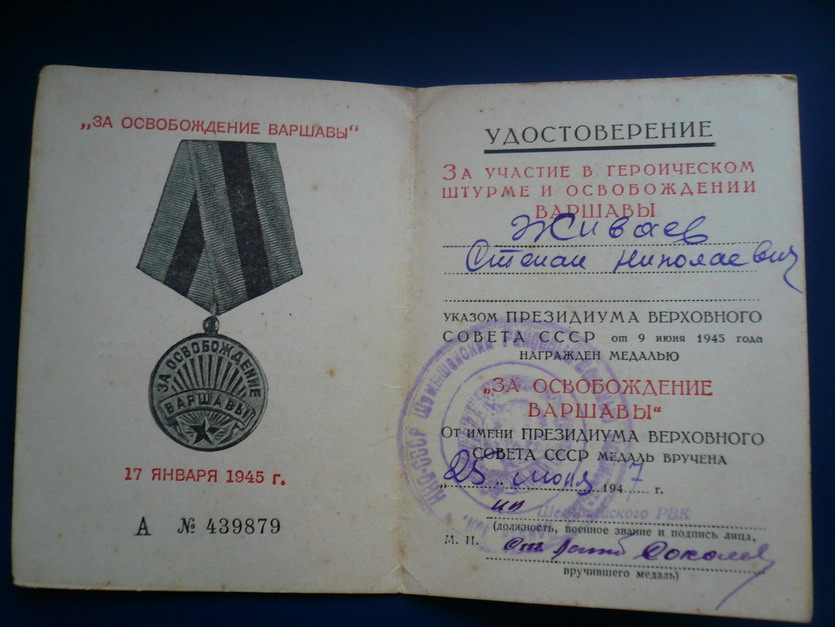 „ЗА ОСВОБОЖДЕНИЕ ВАРШАВЫ“
ЗА ОСВОБОЖДЕНИЕ
ВАРШАВЫ
17 ЯНВАРЯ 1945 г.
А № 439879
УДОСТОВЕРЕНИЕ
ЗА УЧАСТИЕ В ГЕРОИЧЕСКОМ
ШТУРМЕ И ОСВОБОЖДЕНИИ
ВАРШАВЫ
Живаев
Степан Николаевич
УКАЗОМ ПРЕЗИДИУМА ВЕРХОВНОГО
СОВЕТА СССР ОТ 9 ИЮНЯ 1945 ГОДА
НАГРАЖДЕН МЕДАЛЬЮ
„ЗА ОСВОБОЖДЕНИЕ
ВАРШАВЫ“
ОТ ИМЕНИ ПРЕЗИДИУМА ВЕРХОВНОГО
СОВЕТА СССР МЕДАЛЬ ВРУЧЕНА
„25 „ 1947 г.
РВК
(должность, военное звание и подпись лица,
М. П. Соколов
вручившего медаль)